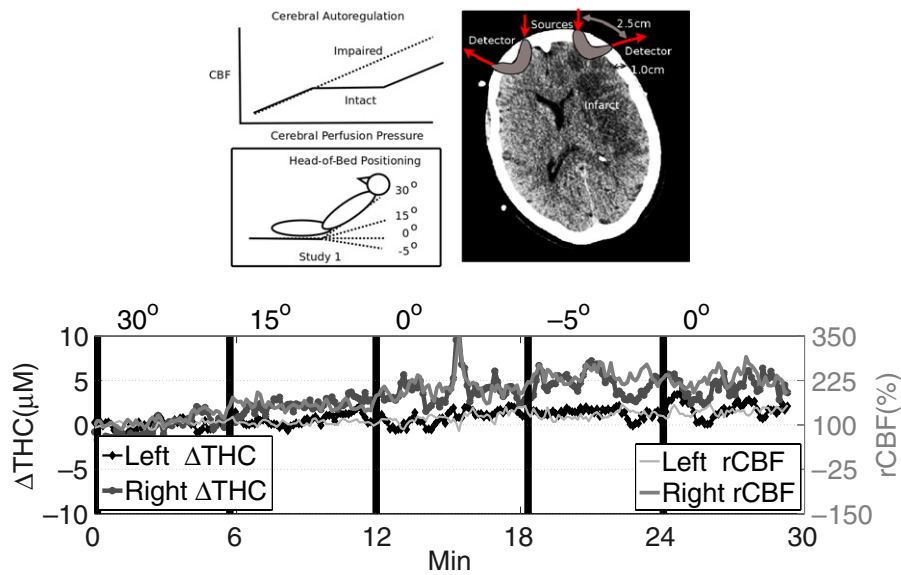 Cerebral Autoregulation
CBF
Impaired
Intact
Cerebral Perfusion Pressure
Head-of-Bed Positioning
30°
15°
0°
-5°
Study 1
Sources
2.5cm
Detector
Detector
1.0cm
Infarct
30° 15° 0° −5° 0°
10 350
5 225
0 100
−5 −25
−10 −150
ΔTHC(μM)
rCBF(%)
Left ΔTHC
Right ΔTHC
Left rCBF
Right rCBF
0 6 12 18 24 30
Min